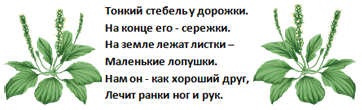 Тонкий стебель у дорожки.
На конце его - сережки.
На земле лежат листки –
Маленькие лопушки.
Нам он - как хороший друг,
Лечит ранки ног и рук.